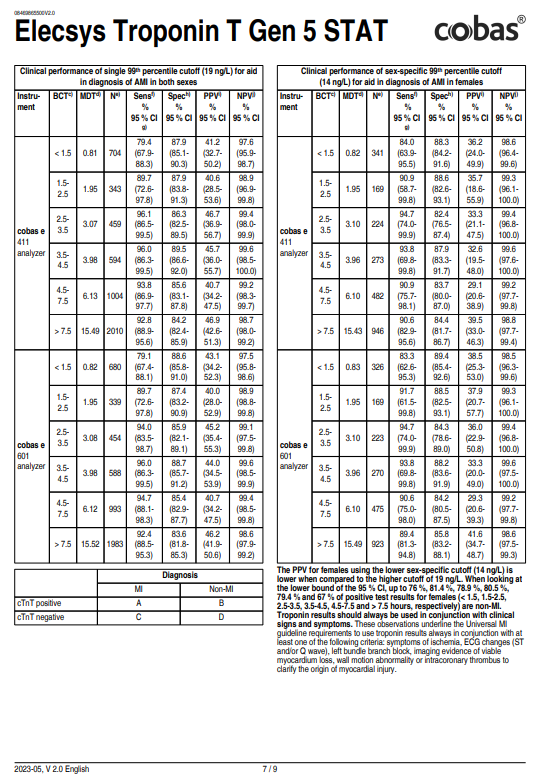 08469865500V2.0
Elecsys Troponin T Gen 5 STAT
cobas®
Clinical performance of single 99th percentile cutoff (19 ng/L) for aid
in diagnosis of AMI in both sexes
Instru-
ment
BCTc) MDTd) Ne) Sensf) Spech) PPVi) NPVj)
% % % %
95 % CI 95 % CI 95 % CI 95 % CI
g)
cobas e
411
analyzer
< 1.5 0.81 704
79.4 87.9 41.2 97.6
(67.9- (85.1- (32.7-
88.3) 90.3) 50.2) 98.7)
1.5-
2.5
1.95 343
89.7 87.9 40.6 98.9
(72.6- (83.8- (28.5- (96.9-
97.8) 91.3) 53.6) 99.8)
2.5-
3.5
3.07 459
96.1 86.3 46.7 99.4
(86.5- (82.5- (36.9- (98.0-
99.5) 89.5) 56.7) 99.9)
3.5-
4.5
3.98 594
96.0 89.5 45.7 99.6
(86.3- (86.6- (36.0- (98.5-
99.5) 92.0) 55.7) 100.0)
4.5-
7.5
6.13 1004
93.8 85.6 40.7 99.2
(86.9- (83.1- (34.2- (98.3-
97.7) 87.8) 47.5) 99.7)
> 7.5 15.49 2010
92.8 84.2 46.9 98.7
(88.9- (82.4- (42.6- (98.0-
95.6) 85.9) 51.3) 99.2)
cobas e
601
analyzer
< 1.5 0.82 680
79.1 88.6 43.1 97.5
(67.4- (85.8- (34.2- (95.8-
88.1) 91.0) 52.3) 98.6)
1.5-
2.5
1.95 339
89.7 87.4 40.0 98.9
(72.6- (83.2- (28.0- (98.8-
97.8) 90.9) 52.9) 99.8)
2.5-
3.5
3.08 454
94.0 85.9 45.2 99.1
(83.5- (82.1- (35.4- (97.5-
98.7) 89.1) 55.3) 99.8)
3.5-
4.5
3.98 588
96.0 88.7 44.0 99.6
(86.3- (85.7- (34.5- (98.5-
99.5) 91.2) 53.9) 99.9)
4.5-
7.5
6.12 993
94.7 85.4 40.7 99.4
(88.1- (82.9- (34.2- (98.5-
98.3) 87.7) 47.5) 99.8)
> 7.5 15.52 1983
92.4 83.6 46.2 98.6
(88.5- (81.8- (41.9- (97.9-
95.3) 85.3) 50.6) 99.2)
Diagnosis
MI Non-MI
cTnT positive A B
cTnT negative C D
Clinical performance of sex-specific 99th percentile cutoff
(14 ng/L) for aid in diagnosis of AMI in females
Instru-
ment
BCTc) MDTd) Ne) Sensf) Spech) PPVi) NPVj)
% % % %
95 % CI 95 % CI 95 % CI 95 % CI
g)
cobas e
411
analyzer
< 1.5 0.82 341
84.0 88.3 36.2 98.6
(63.9- (84.2- (24.0- (96.4-
95.5) 91.6) 49.9) 99.6)
1.5-
2.5
1.95 169
90.9 88.6 35.7 99.3
(58.7- (82.6- (18.6- (96.1-
99.8) 93.1) 55.9) 100.0)
2.5-
3.5
3.10 224
94.7 82.4 33.3 99.4
(74.0- (76.5- (21.1- (96.8-
99.9) 87.4) 47.5) 100.0)
3.5-
4.5
3.96 273
93.8 87.9 32.6 99.6
(69.8- (83.3- (19.5- (97.6-
99.8) 91.7) 48.0) 100.0)
4.5-
7.5
6.10 482
90.9 83.7 29.1 99.2
(75.7- (80.0- (20.6- (97.7-
98.1) 87.0) 38.9) 99.8)
> 7.5 15.43 946
90.6 84.4 39.5 98.8
(82.9- (81.7- (33.0- (97.7-
95.6) 86.7) 46.3) 99.4)
cobas e
601
analyzer
< 1.5 0.83 326
83.3 89.4 38.5 98.5
(62.6- (85.4- (25.3- (96.3-
95.3) 92.6) 53.0) 99.6)
1.5-
2.5
1.95 169
91.7 88.5 37.9 99.3
(61.5- (82.5- (20.7- (96.1-
99.8) 93.1) 57.7) 100.0)
2.5-
3.5
3.10 223
94.7 84.3 36.0 99.4
(74.0- (78.6- (22.9- (96.8-
99.9) 89.0) 50.8) 100.0)
3.5-
4.5
3.96 270
93.8 88.2 33.3 99.6
(69.8- (83.6- (20.0- (97.5-
99.8) 91.9) 49.0) 100.0)
4.5-
7.5
6.10 475
90.6 84.2 29.3 99.2
(75.0- (80.5- (20.6- (97.7-
98.0) 87.5) 39.3) 99.8)
> 7.5 15.49 923
89.4 85.8 41.6 98.6
(81.3- (83.2- (34.7- (97.5-
94.8) 88.1) 48.7) 99.3)
The PPV for females using the lower sex-specific cutoff (14 ng/L) is
lower when compared to the higher cutoff of 19 ng/L. When looking at
the lower bound of the 95 % CI, up to 76 %, 81.4 %, 78.9 %, 80.5 %,
79.4 % and 67 % of positive test results for females (< 1.5, 1.5-2.5,
2.5-3.5, 3.5-4.5, 4.5-7.5 and > 7.5 hours, respectively) are non-MI.
Troponin results should always be used in conjunction with clinical
signs and symptoms. These observations underline the Universal MI
guideline requirements to use troponin results always in conjunction with at
least one of the following criteria: symptoms of ischemia, ECG changes (ST
and/or Q wave), left bundle branch block, imaging evidence of viable
myocardium loss, wall motion abnormality or intracoronary thrombus to
clarify the origin of myocardial injury.
2023-05, V 2.0 English
7 / 9